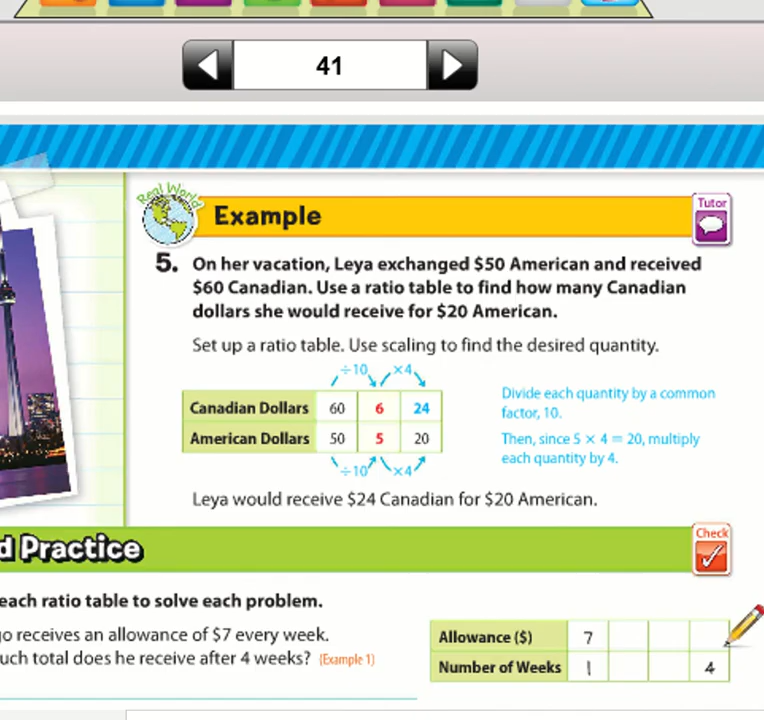 41
Real World
Example
Tutor
5. On her vacation, Leya exchanged $50 American and received
$60 Canadian. Use a ratio table to find how many Canadian
dollars she would receive for $20 American.
Set up a ratio table. Use scaling to find the desired quantity.
÷10 ×4
Canadian Dollars 60 6 24
American Dollars 50 5 20
÷10 ×4
Divide each quantity by a common
factor, 10.
Then, since 5 × 4 = 20, multiply
each quantity by 4.
Leya would receive $24 Canadian for $20 American.
d Practice
Check
each ratio table to solve each problem.
go receives an allowance of $7 every week.
uch total does he receive after 4 weeks? (Example 1)
Allowance ($) 7
Number of Weeks 1 4